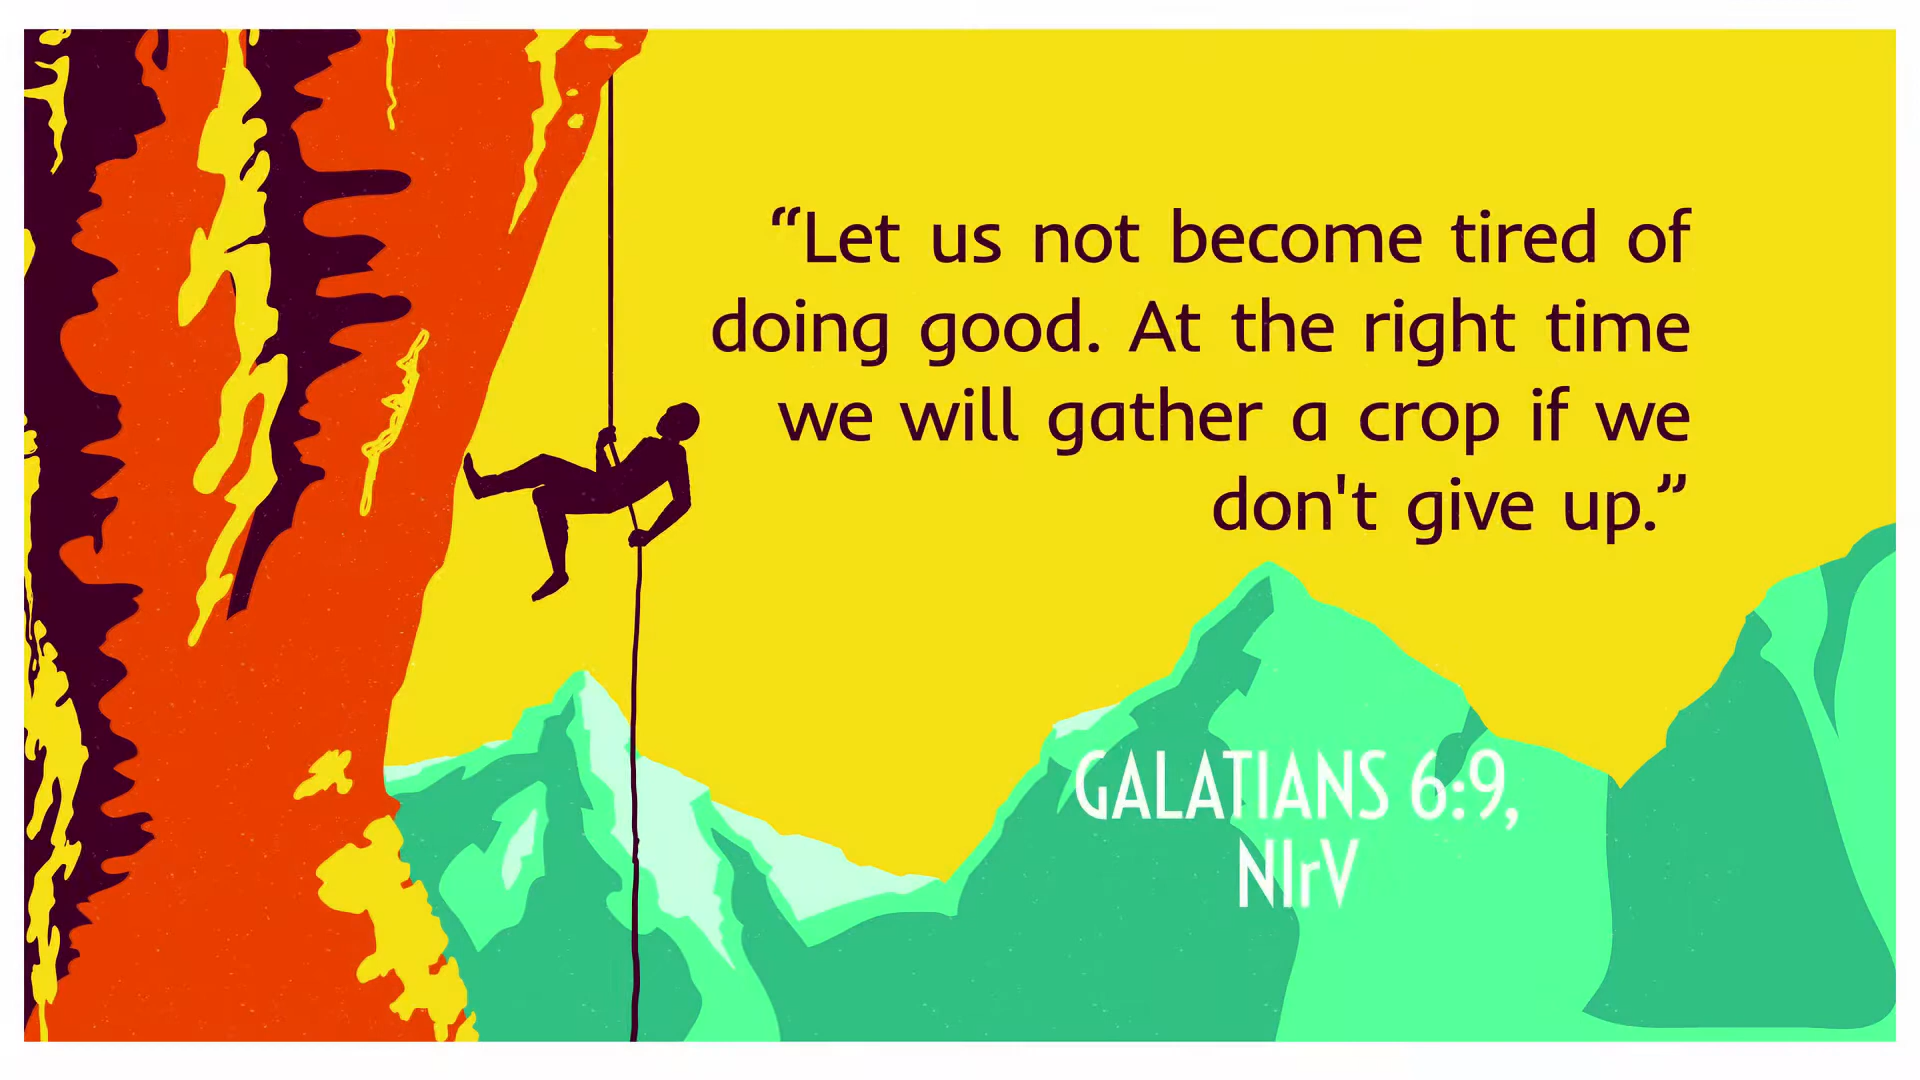 “Let us not become tired of
doing good. At the right time
we will gather a crop if we
don't give up.”
GALATIANS 6:9,
NIrV